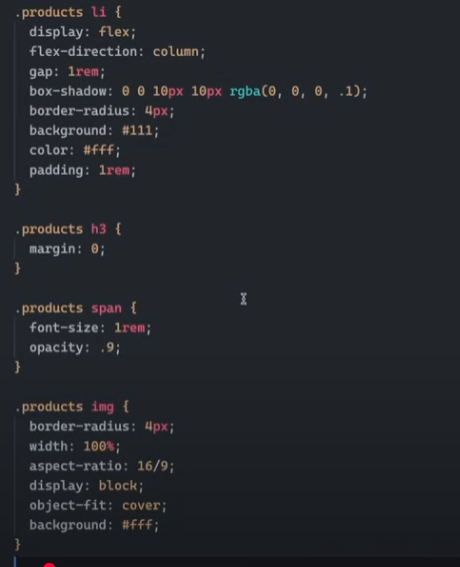 .products li {
display: flex;
flex-direction: column;
gap: 1rem;
box-shadow: 0 0 10px 10px rgba(0, 0, 0, .1);
border-radius: 4px;
background: #111;
color: #fff;
padding: 1rem;
}
.products h3 {
margin: 0;
}
.products span {
font-size: 1rem;
opacity: .9;
}
.products img {
border-radius: 4px;
width: 100%;
aspect-ratio: 16/9;
display: block;
object-fit: cover;
background: #fff;
}